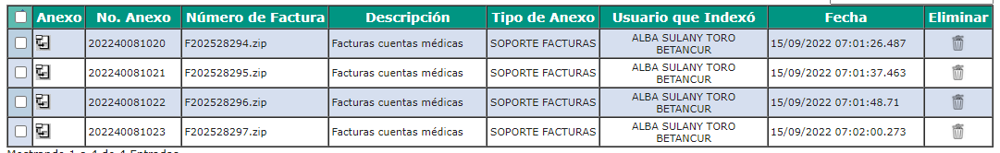 Anexo No. Anexo Número de Factura Descripción Tipo de Anexo Usuario que Indexó Fecha Eliminar
202240081020 F202528294.zip Facturas cuentas médicas SOPORTE FACTURAS ALBA SULANY TORO BETANCUR 15/09/2022 07:01:26.487
202240081021 F202528295.zip Facturas cuentas médicas SOPORTE FACTURAS ALBA SULANY TORO BETANCUR 15/09/2022 07:01:37.463
202240081022 F202528296.zip Facturas cuentas médicas SOPORTE FACTURAS ALBA SULANY TORO BETANCUR 15/09/2022 07:01:48.71
202240081023 F202528297.zip Facturas cuentas médicas SOPORTE FACTURAS ALBA SULANY TORO BETANCUR 15/09/2022 07:02:00.273
Mostrando 1 a 4 de 4 Entradas